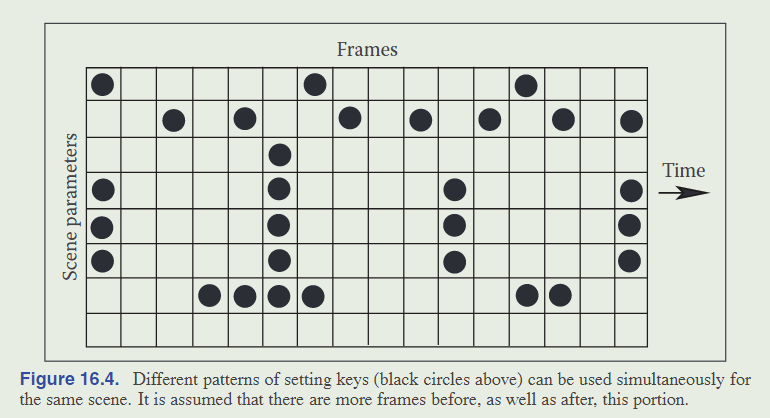 Frames
Scene parameters
Time
Figure 16.4. Different patterns of setting keys (black circles above) can be used simultaneously for
the same scene. It is assumed that there are more frames before, as well as after, this portion.